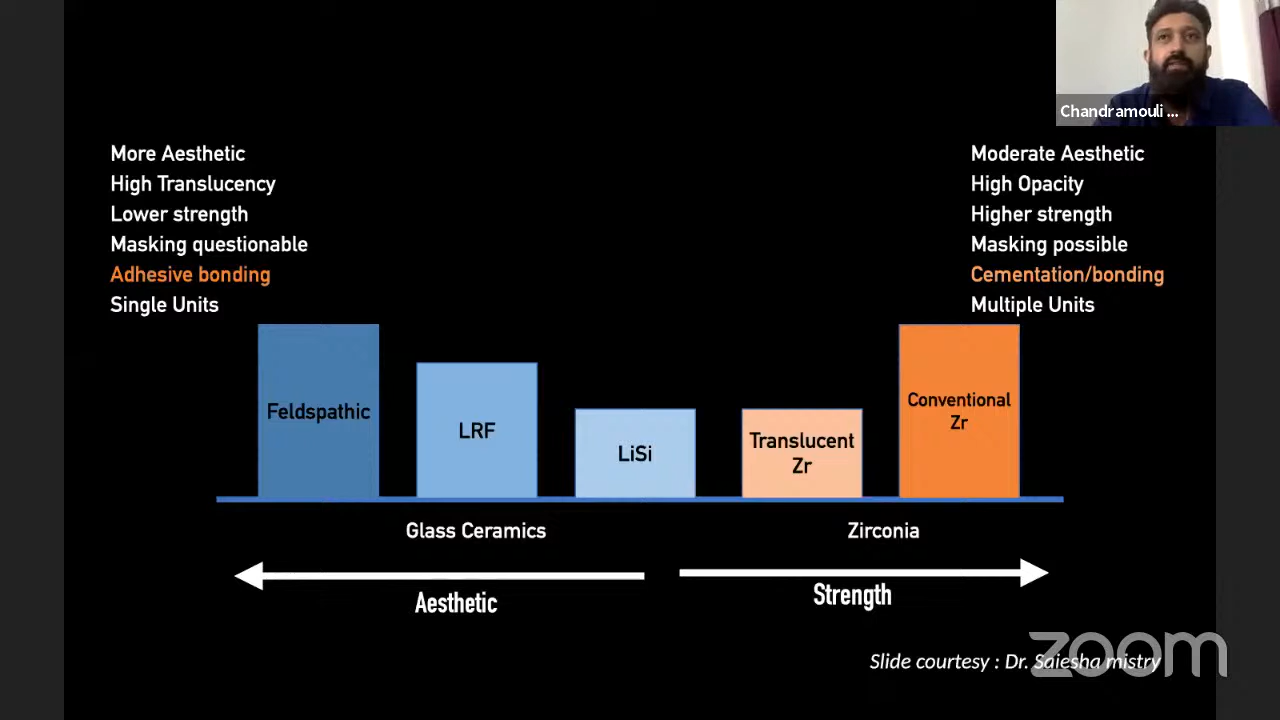 Chandramouli ...
More Aesthetic
High Translucency
Lower strength
Masking questionable
Adhesive bonding
Single Units
Moderate Aesthetic
High Opacity
Higher strength
Masking possible
Cementation/bonding
Multiple Units
Feldspathic
LRF
LiSi
Translucent
Zr
Conventional
Zr
Glass Ceramics
Zirconia
Aesthetic
Strength
Slide courtesy : Dr. Saiesha mistry
zoom